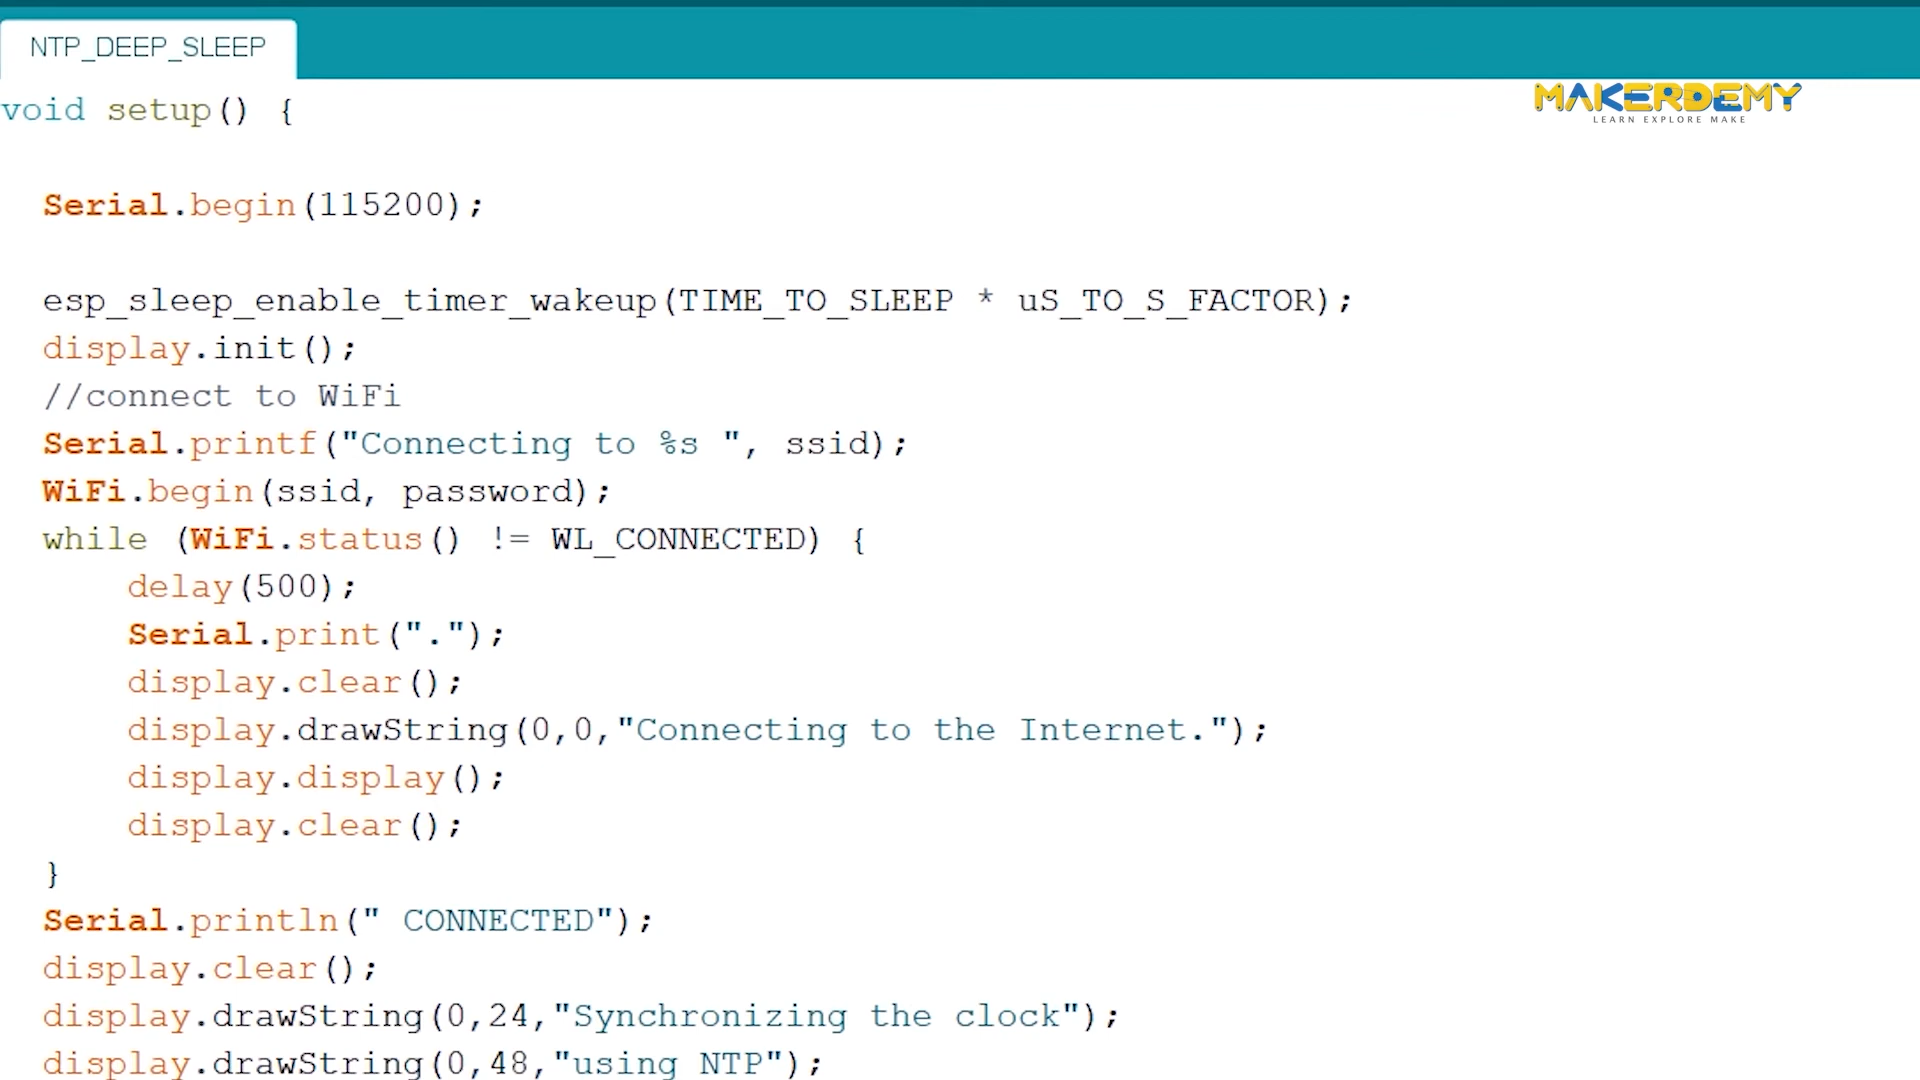 NTP_DEEP_SLEEP
MAKERDEMY
LEARN EXPLORE MAKE
void setup() {
Serial.begin(115200);
esp_sleep_enable_timer_wakeup(TIME_TO_SLEEP * uS_TO_S_FACTOR);
display.init();
//connect to WiFi
Serial.printf("Connecting to %s ", ssid);
WiFi.begin(ssid, password);
while (WiFi.status() != WL_CONNECTED) {
delay(500);
Serial.print(".");
display.clear();
display.drawString(0,0,"Connecting to the Internet.");
display.display();
display.clear();
}
Serial.println(" CONNECTED");
display.clear();
display.drawString(0,24,"Synchronizing the clock");
display.drawString(0,48,"using NTP");